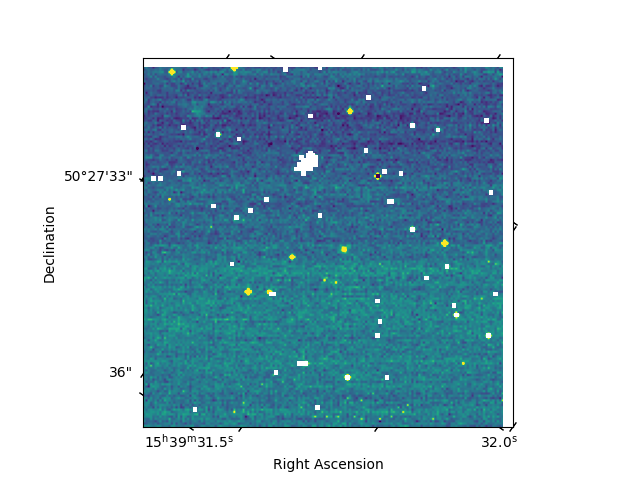 50°27'33"
Declination
36"
15ʰ39ᵐ31.5ˢ
32.0ˢ
Right Ascension